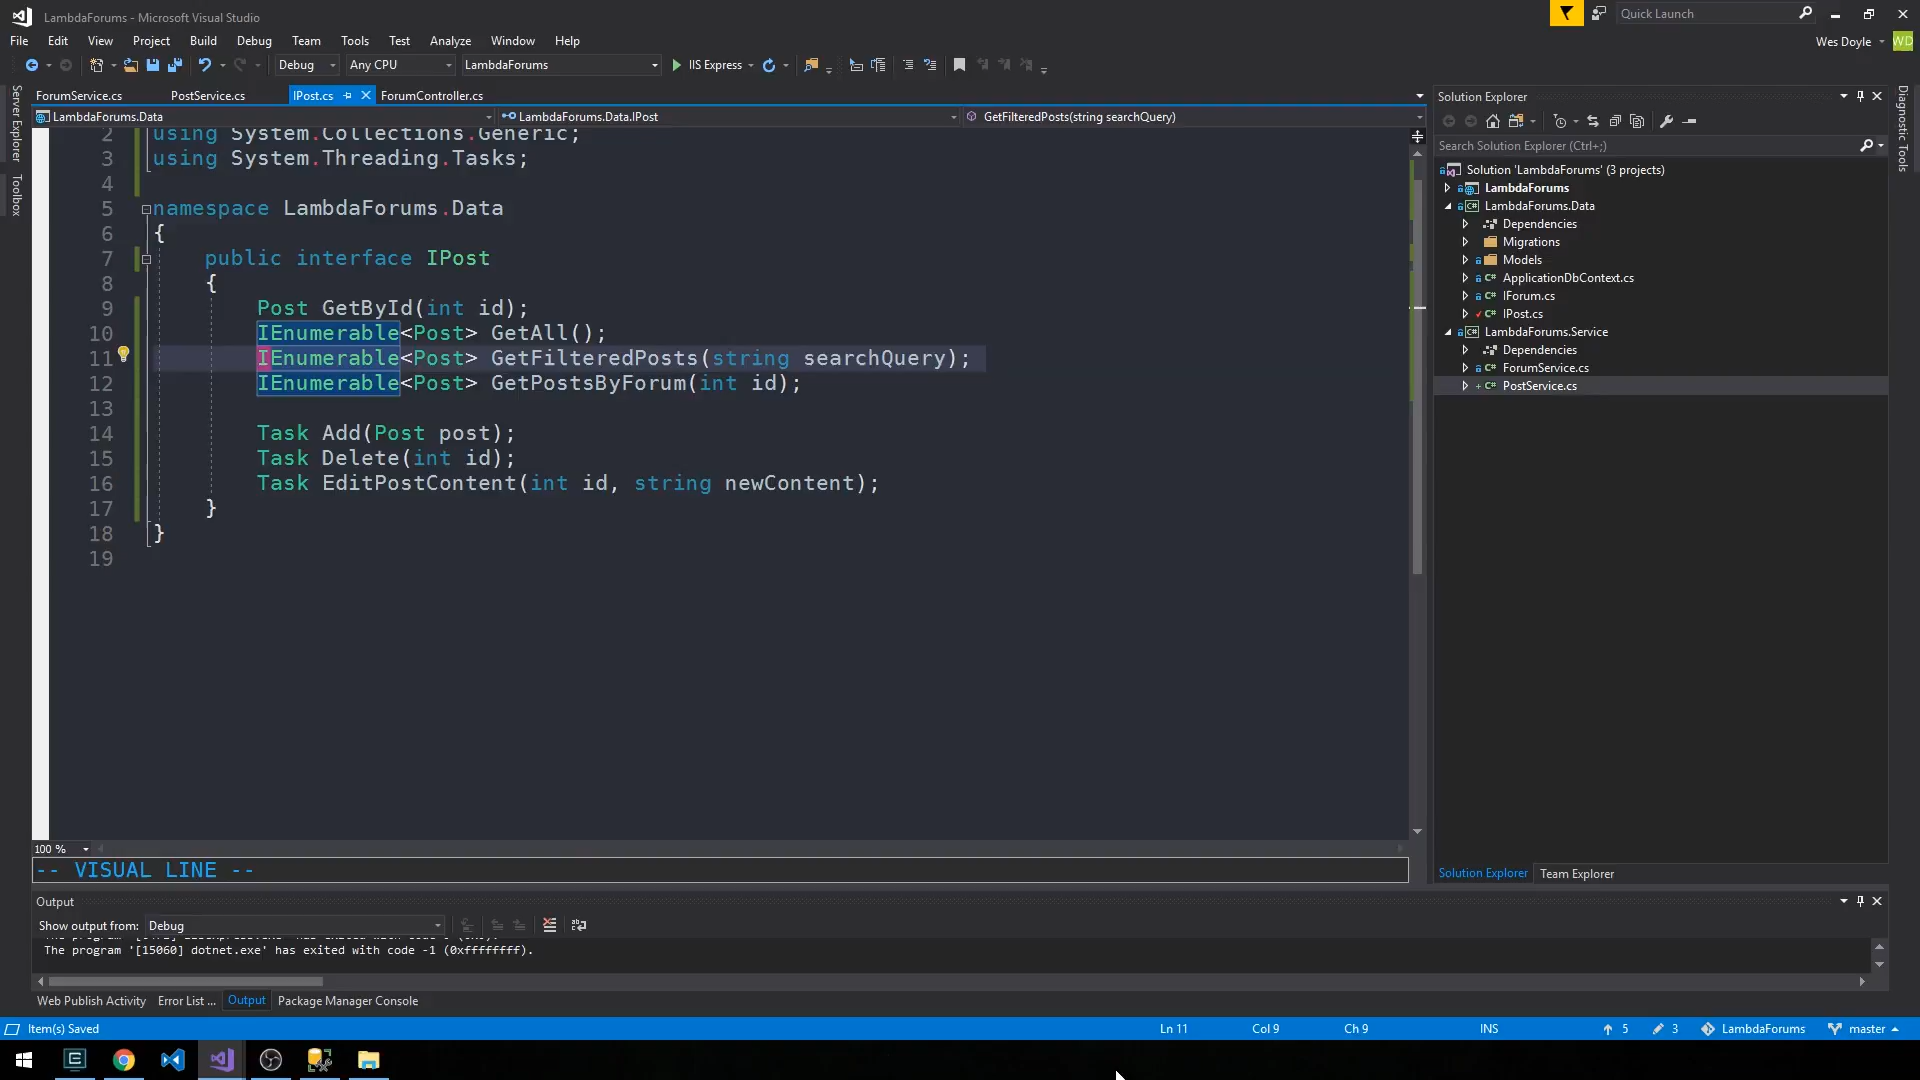 LambdaForums - Microsoft Visual Studio
Quick Launch
File Edit View Project Build Debug Team Tools Test Analyze Window Help
Wes Doyle WD
Debug Any CPU LambdaForums IIS Express
Server Explorer
Toolbox
ForumService.cs PostService.cs IPost.cs ForumController.cs
LambdaForums.Data LambdaForums.Data.IPost GetFilteredPosts(string searchQuery)
2 using System.Collections.Generic;
3 using System.Threading.Tasks;
4
5 namespace LambdaForums.Data
6 {
7 public interface IPost
8 {
9 Post GetById(int id);
10 IEnumerable<Post> GetAll();
11 IEnumerable<Post> GetFilteredPosts(string searchQuery);
12 IEnumerable<Post> GetPostsByForum(int id);
13
14 Task Add(Post post);
15 Task Delete(int id);
16 Task EditPostContent(int id, string newContent);
17 }
18 }
19
100 %
-- VISUAL LINE --
Solution Explorer
Search Solution Explorer (Ctrl+;)
Solution 'LambdaForums' (3 projects)
LambdaForums
LambdaForums.Data
Dependencies
Migrations
Models
ApplicationDbContext.cs
IForum.cs
IPost.cs
LambdaForums.Service
Dependencies
ForumService.cs
PostService.cs
Solution Explorer Team Explorer
Diagnostic Tools
Output
Show output from: Debug
The program '[15060] dotnet.exe' has exited with code -1 (0xffffffff).
Web Publish Activity Error List ... Output Package Manager Console
Item(s) Saved Ln 11 Col 9 Ch 9 INS 5 3 LambdaForums master